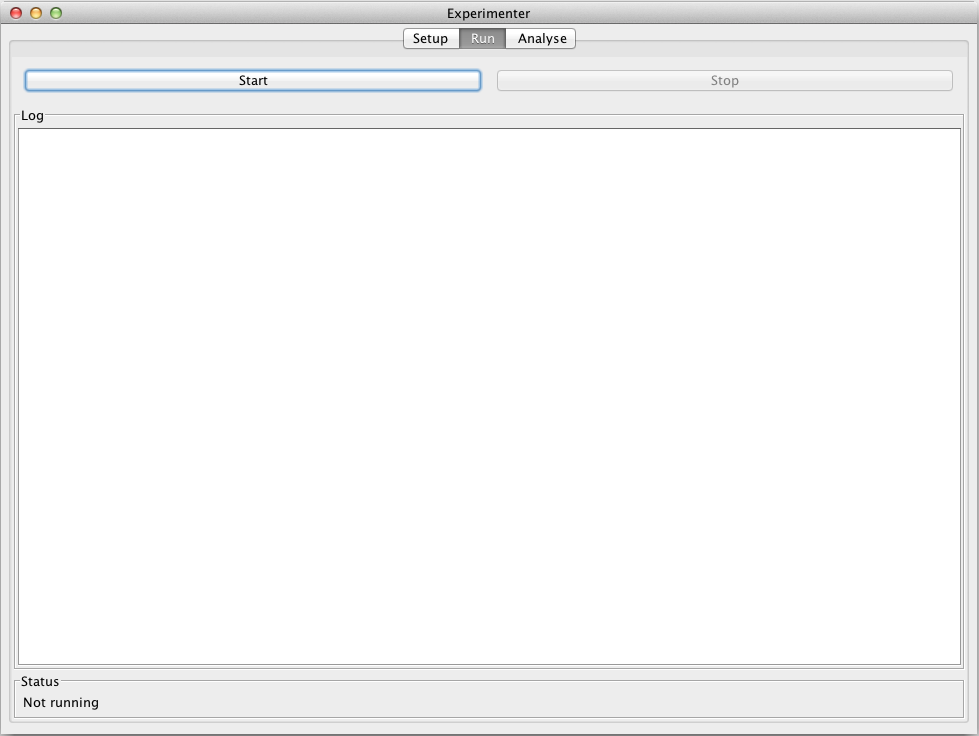 Experimenter
Setup Run Analyse
Start Stop
Log
Status
Not running